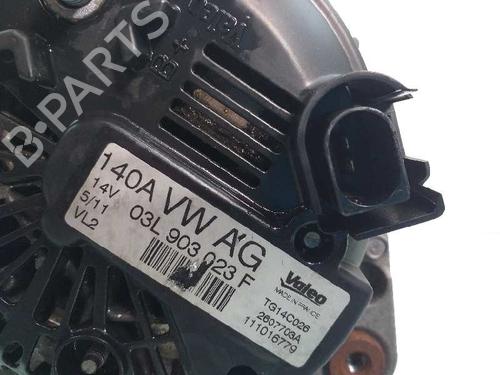 B-PARTS
140A VW AG
14V 03L 903 023 F
5/11
VL2
Valeo
MADE IN FRANCE
TG14C026
2607703A
111016779